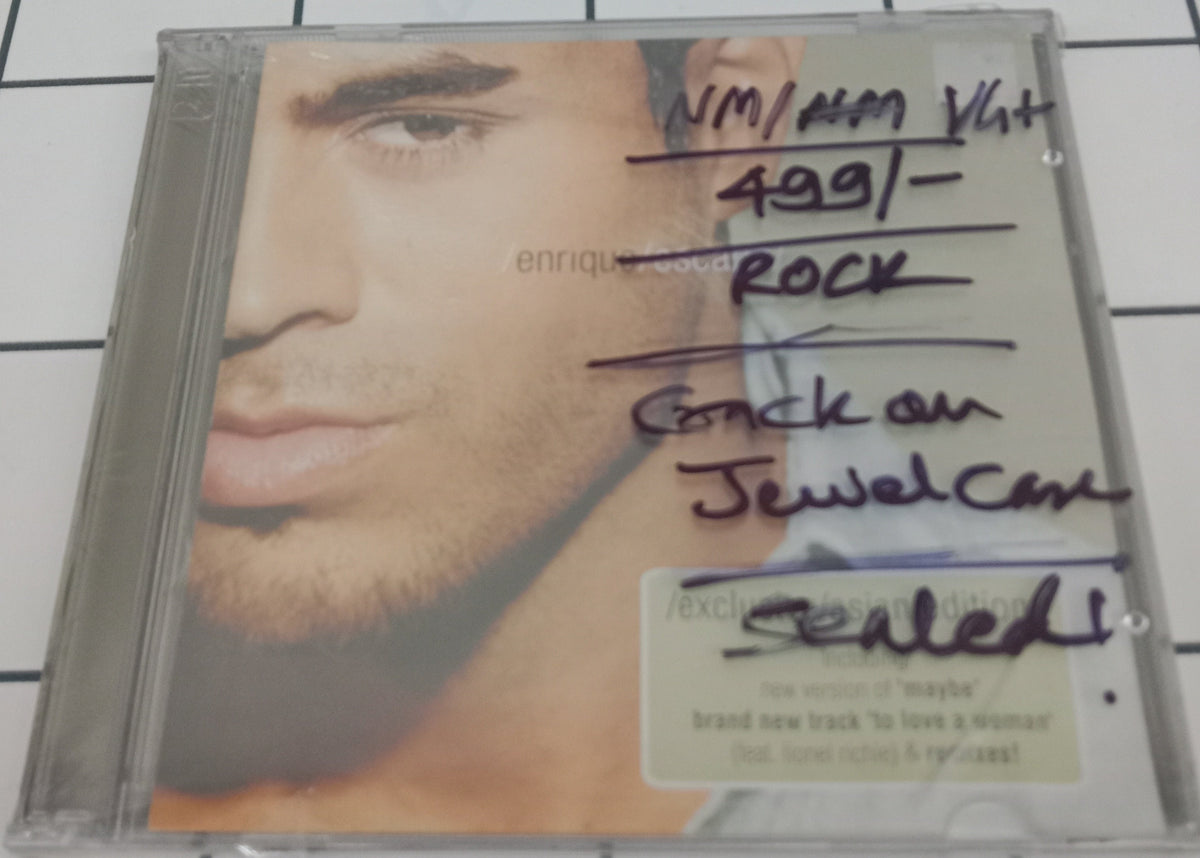 NM/NM VG+
499/-
/enrique/escape
ROCK
Crack on
Jewel Case
/exclusive/asian/edition
Sealed!
including
new version of 'maybe'
brand new track 'to love a woman'
(feat. lionel richie) & remixes!